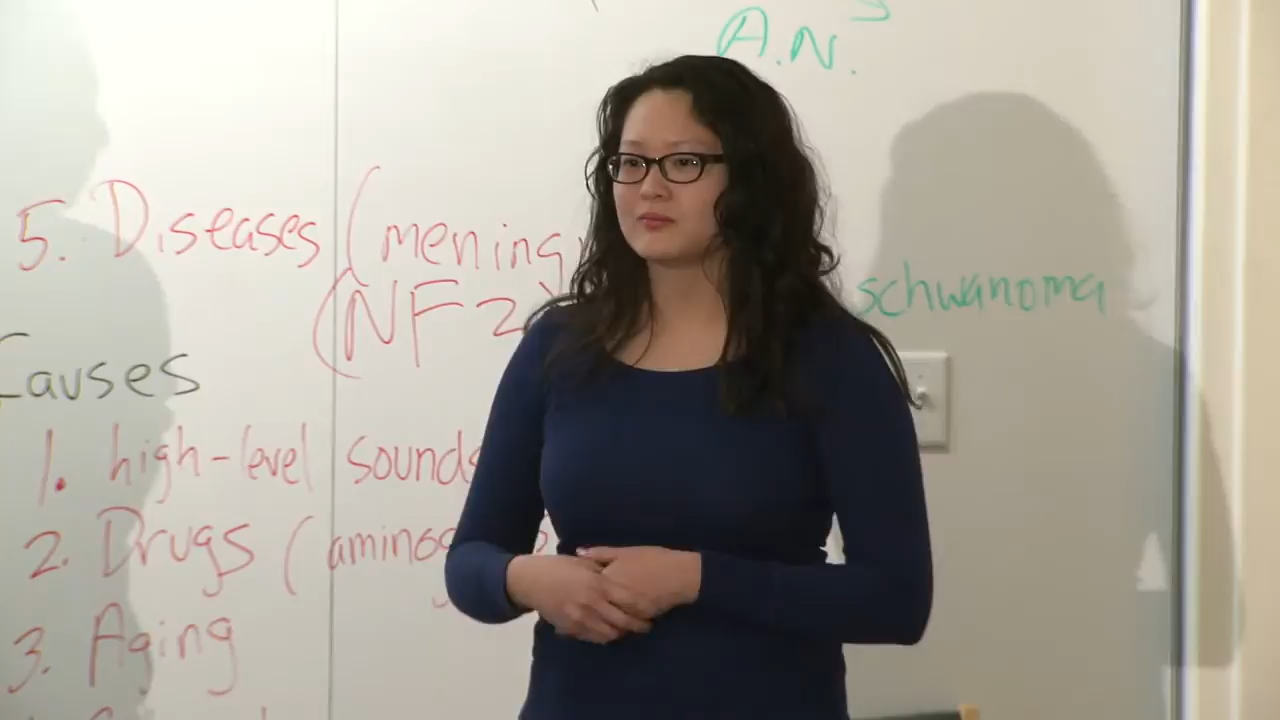 A.N.
5. Diseases (mening
(NF2)
schwanoma
Causes
1. high-level sounds
2. Drugs (aminog
3. Aging